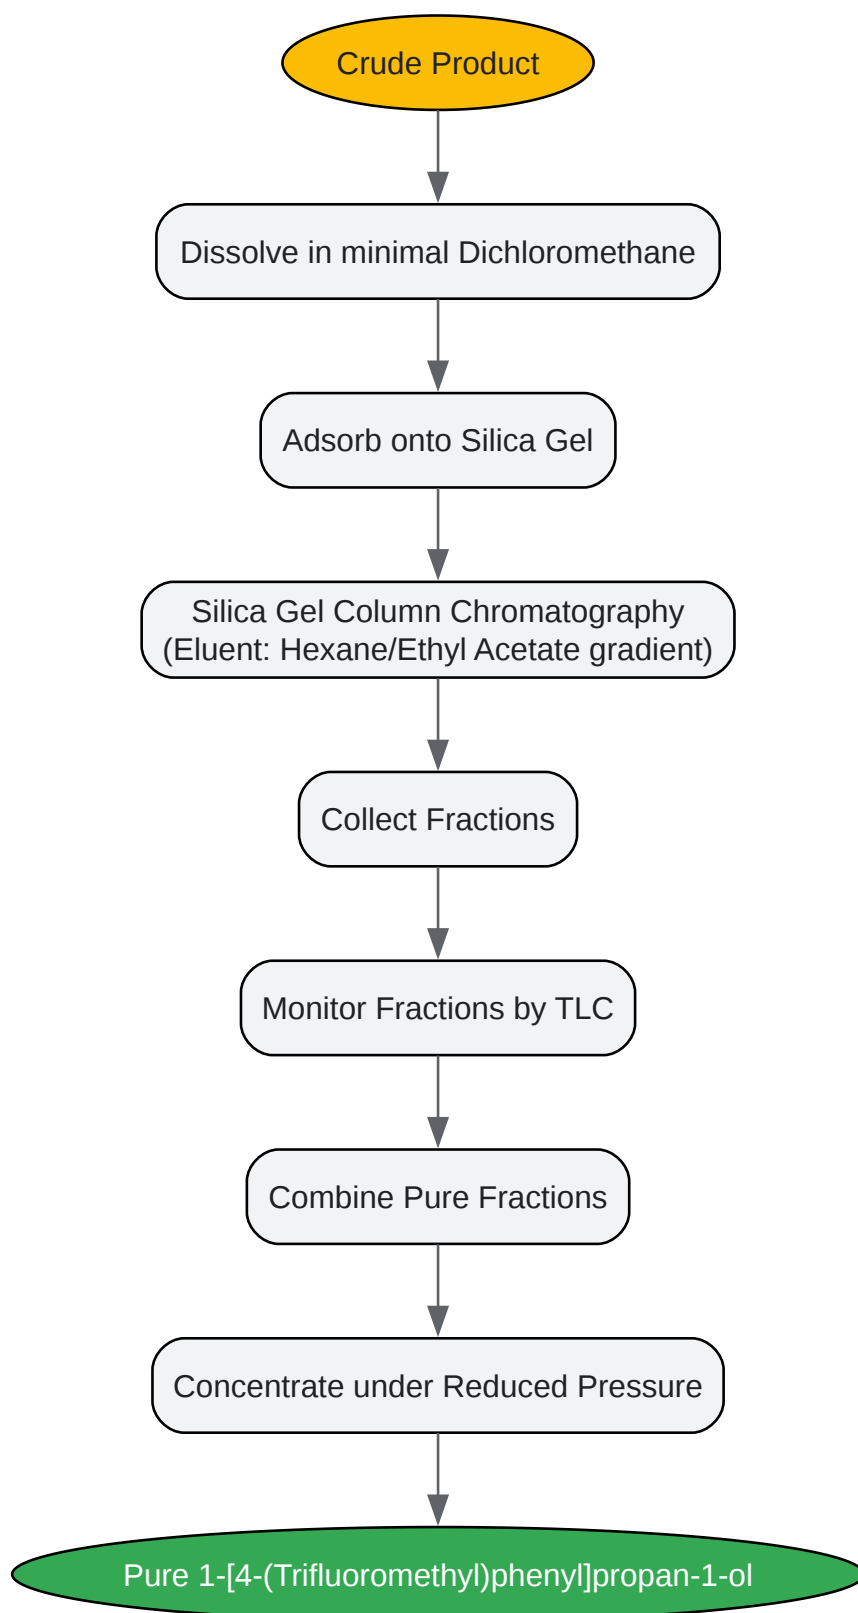 Crude Product
Dissolve in minimal Dichloromethane
Adsorb onto Silica Gel
Silica Gel Column Chromatography
(Eluent: Hexane/Ethyl Acetate gradient)
Collect Fractions
Monitor Fractions by TLC
Combine Pure Fractions
Concentrate under Reduced Pressure
Pure 1-[4-(Trifluoromethyl)phenyl]propan-1-ol